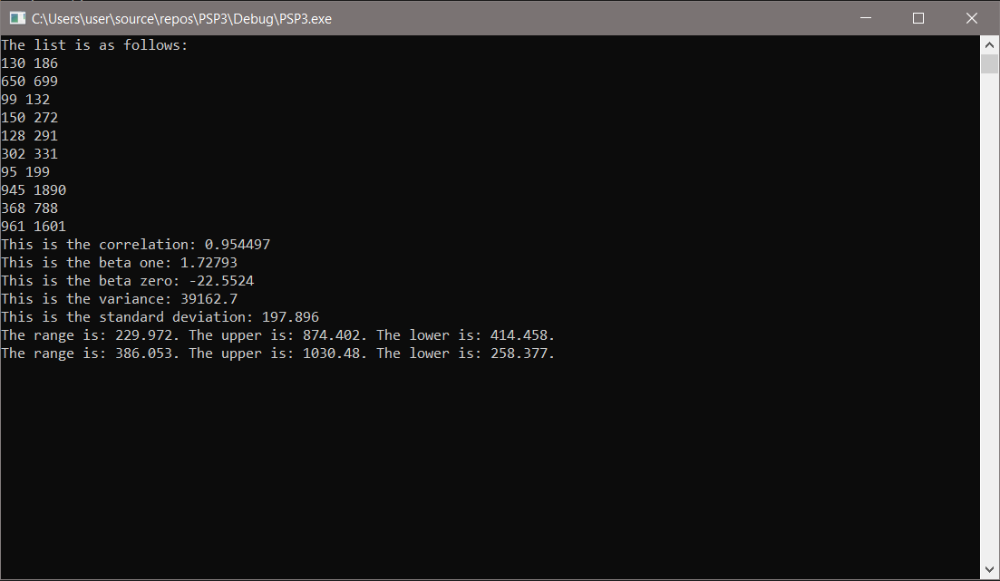 C:\Users\user\source\repos\PSP3\Debug\PSP3.exe
The list is as follows:
130 186
650 699
99 132
150 272
128 291
302 331
95 199
945 1890
368 788
961 1601
This is the correlation: 0.954497
This is the beta one: 1.72793
This is the beta zero: -22.5524
This is the variance: 39162.7
This is the standard deviation: 197.896
The range is: 229.972. The upper is: 874.402. The lower is: 414.458.
The range is: 386.053. The upper is: 1030.48. The lower is: 258.377.